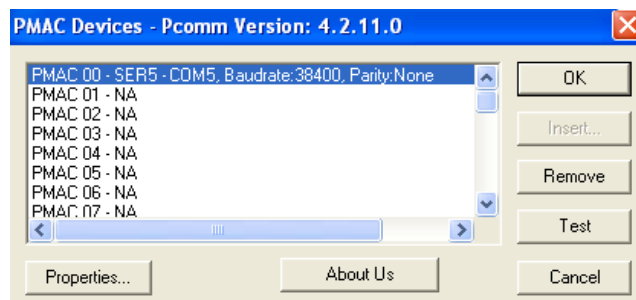 PMAC Devices - Pcomm Version: 4.2.11.0
PMAC 00 - SER5 - COM5, Baudrate:38400, Parity:None
PMAC 01 - NA
PMAC 02 - NA
PMAC 03 - NA
PMAC 04 - NA
PMAC 05 - NA
PMAC 06 - NA
PMAC 07 - NA
OK
Insert...
Remove
Test
Properties...
About Us
Cancel